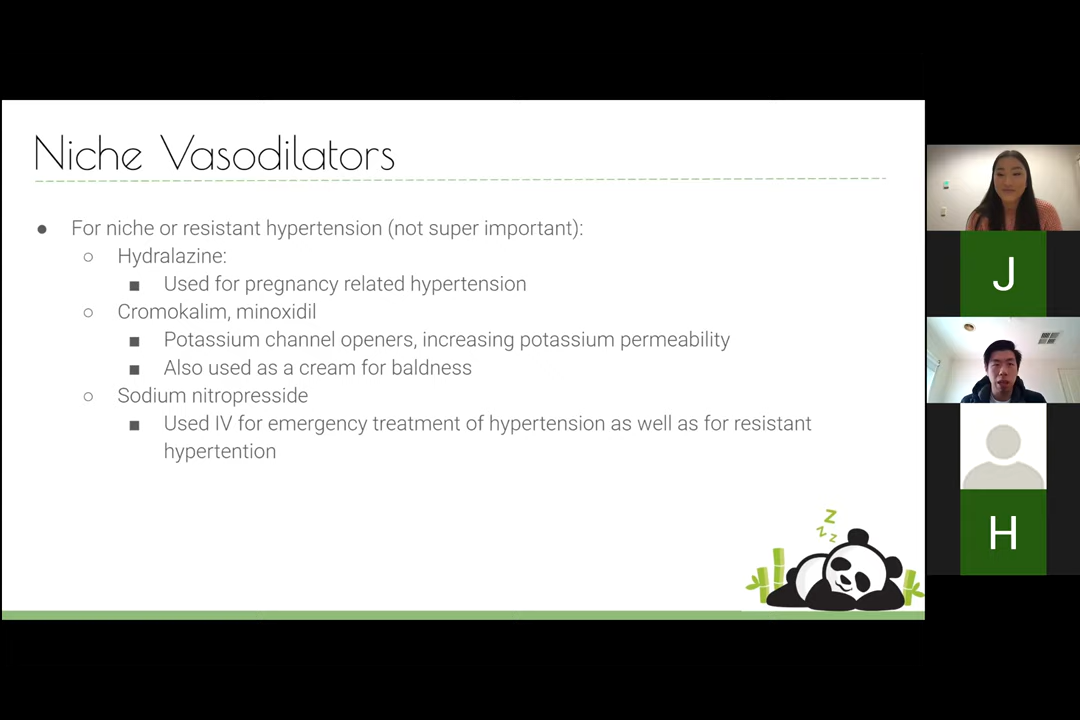 Niche Vasodilators
● For niche or resistant hypertension (not super important):
○ Hydralazine:
■ Used for pregnancy related hypertension
○ Cromokalim, minoxidil
■ Potassium channel openers, increasing potassium permeability
■ Also used as a cream for baldness
○ Sodium nitropresside
■ Used IV for emergency treatment of hypertension as well as for resistant
hypertention
z
z
z
J
H